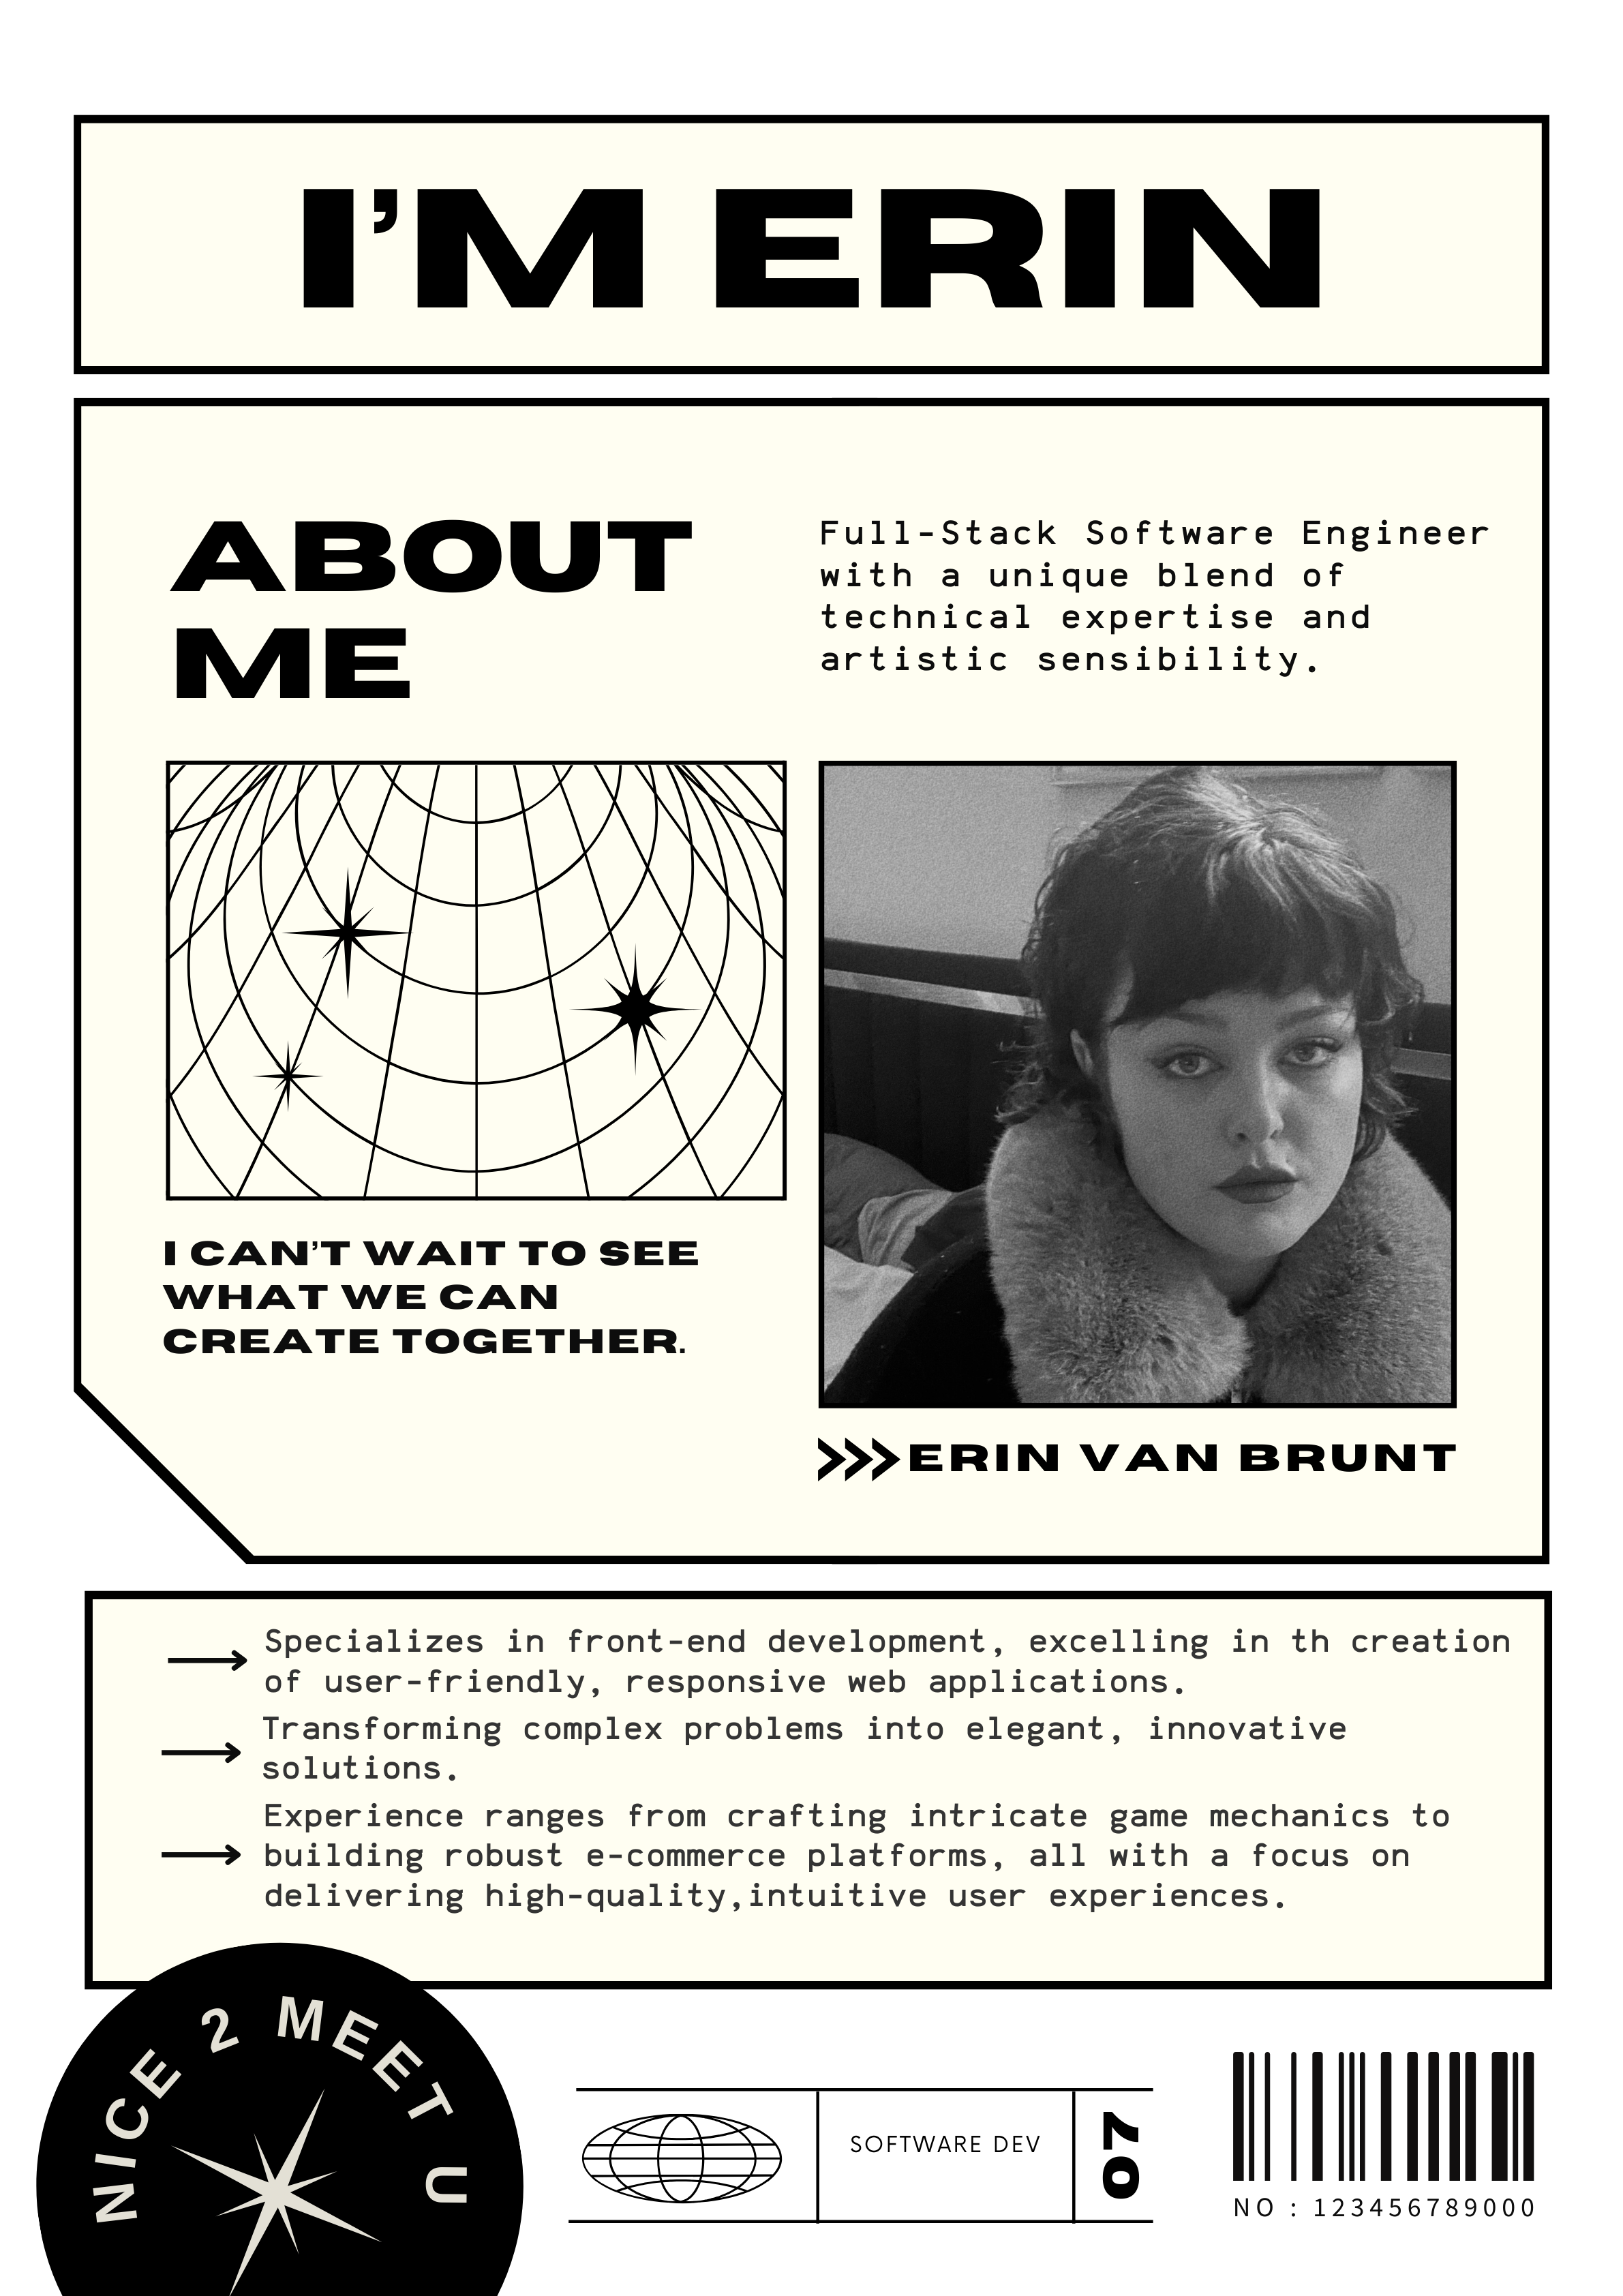 I’M ERIN
ABOUT
ME
Full-Stack Software Engineer
with a unique blend of
technical expertise and
artistic sensibility.
I CAN’T WAIT TO SEE
WHAT WE CAN
CREATE TOGETHER.
ERIN VAN BRUNT
Specializes in front-end development, excelling in th creation
of user-friendly, responsive web applications.
Transforming complex problems into elegant, innovative
solutions.
Experience ranges from crafting intricate game mechanics to
building robust e-commerce platforms, all with a focus on
delivering high-quality,intuitive user experiences.
NICE 2 MEET U
SOFTWARE DEV
07
NO : 123456789000